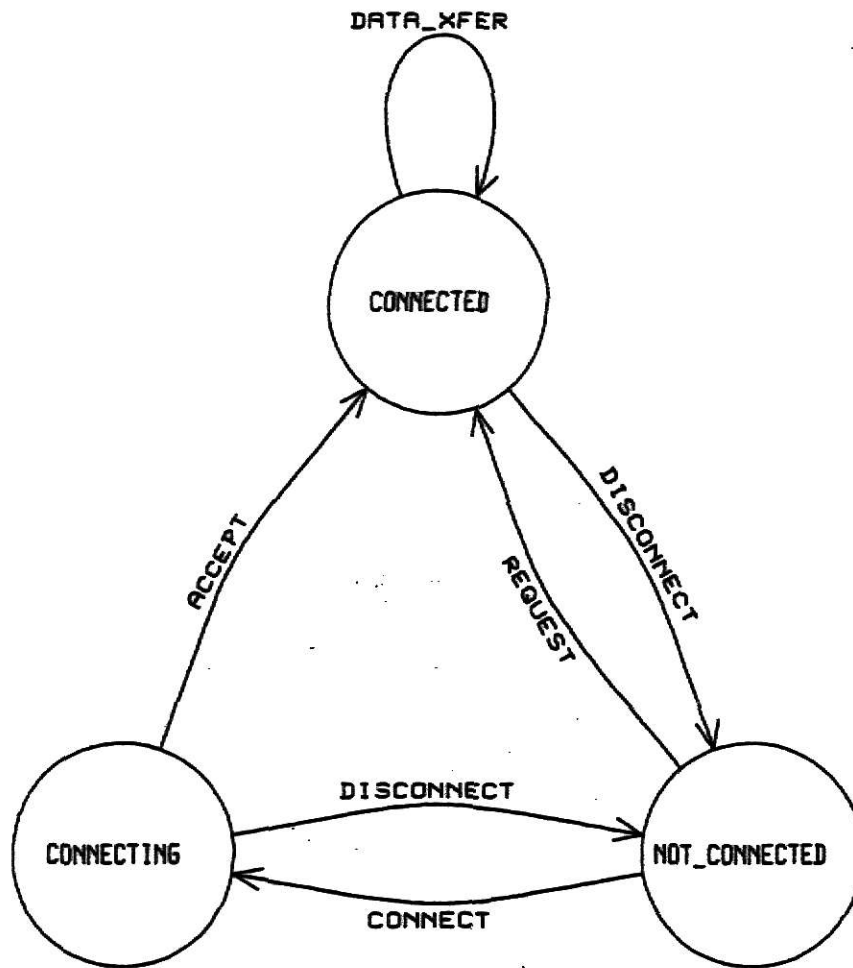 DATA_XFER
CONNECTED
DISCONNECT
ACCEPT
REQUEST
DISCONNECT
CONNECTING
NOT_CONNECTED
CONNECT